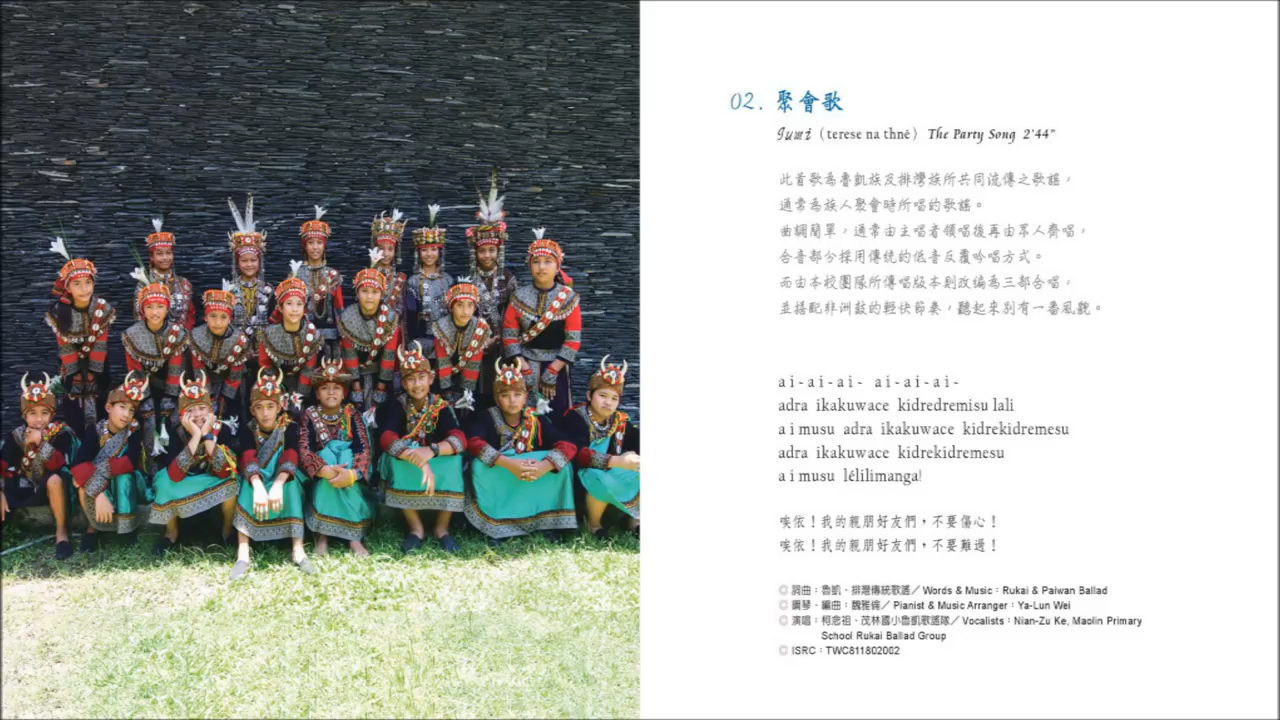 02. 聚會歌
gumi (terese na thnė) The Party Song 2'44"
此首歌為魯凱族及排灣族所共同流傳之歌謠，
通常為族人聚會時所唱的歌謠。
曲調簡單，通常由主唱者領唱後再由眾人齊唱，
合音部分採用傳統的低音反覆吟唱方式。
而由本校團隊所傳唱版本則改編為三部合唱，
並搭配非洲鼓的輕快節奏，聽起來別有一番風貌。
ai-ai-ai- ai-ai-ai-
adra ikakuwace kidredremisu lali
ai musu adra ikakuwace kidrekidremesu
adra ikakuwace kidrekidremesu
ai musu lélilimanga!
唉依！我的親朋好友們，不要傷心！
唉依！我的親朋好友們，不要難過！
◎ 詞曲：魯凱、排灣傳統歌謠／Words & Music：Rukai & Paiwan Ballad
◎ 鋼琴、編曲：魏雅倫／ Pianist & Music Arranger：Ya-Lun Wei
◎ 演唱：柯念祖、茂林國小魯凱歌謠隊／Vocalists：Nian-Zu Ke, Maolin Primary
School Rukai Ballad Group
◎ ISRC：TWC811802002